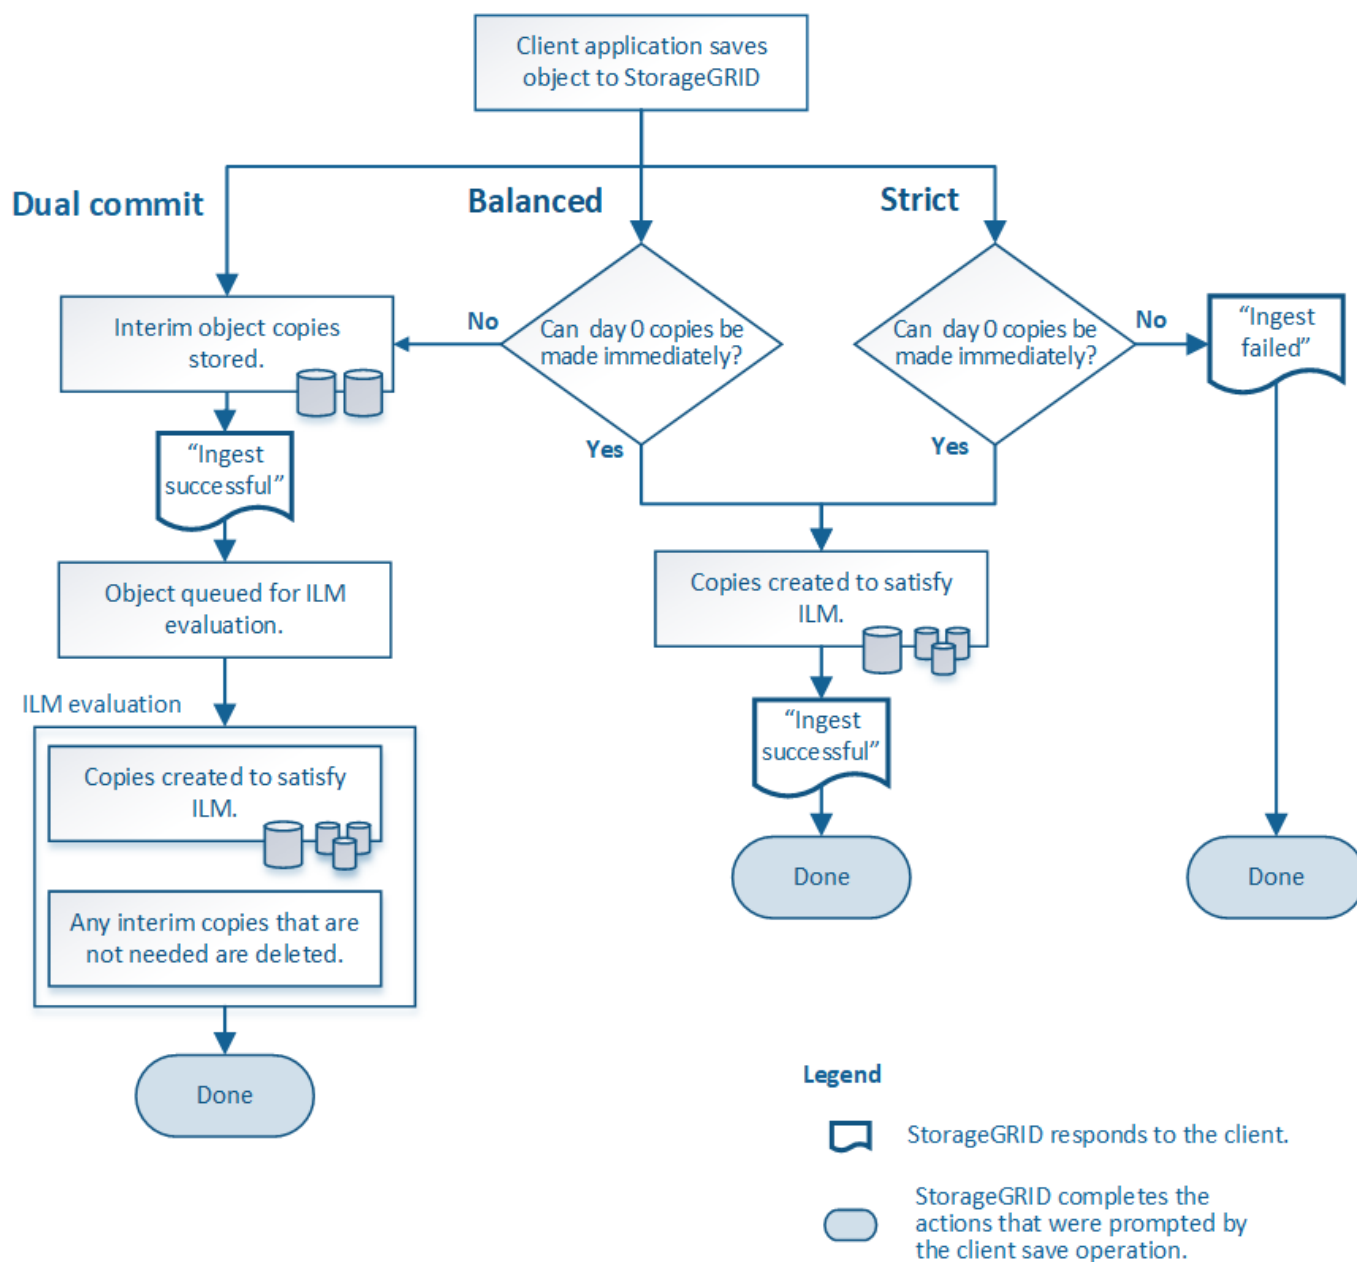 Client application saves
object to StorageGRID
Dual commit
Balanced
Strict
Interim object copies
stored.
No
Can day 0 copies be
made immediately?
Can day 0 copies be
made immediately?
No
“Ingest
failed”
Yes
Yes
“Ingest
successful”
Object queued for ILM
evaluation.
Copies created to satisfy
ILM.
ILM evaluation
“Ingest
successful”
Copies created to satisfy
ILM.
Any interim copies that are
not needed are deleted.
Done
Done
Done
Legend
StorageGRID responds to the client.
StorageGRID completes the
actions that were prompted by
the client save operation.